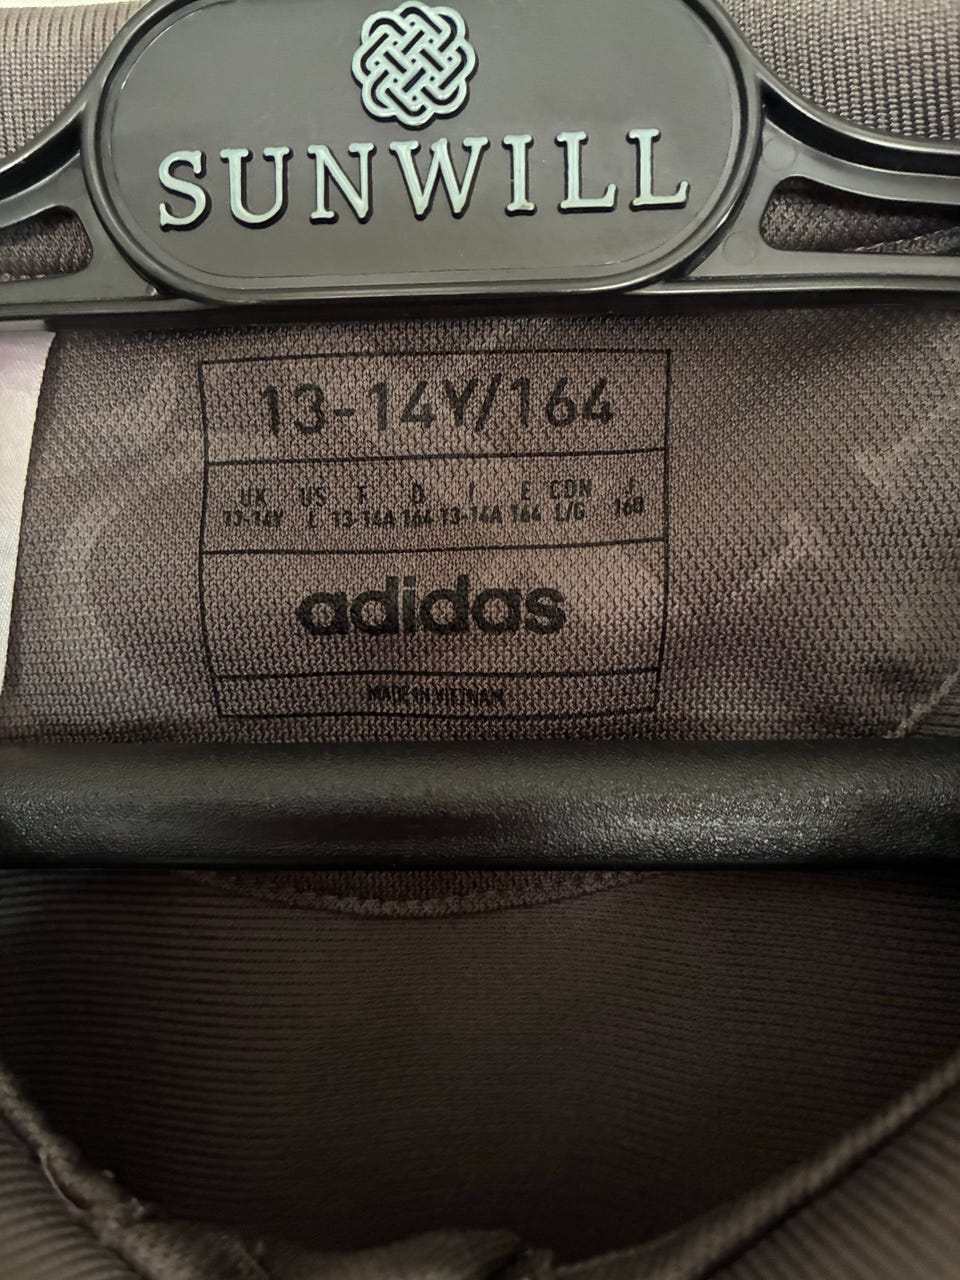 SUNWILL
13-14Y/164
UK US F D I E CDN J
13-14Y L 13-14A 164 13-14A 164 L/G 160
adidas
MADE IN VIETNAM